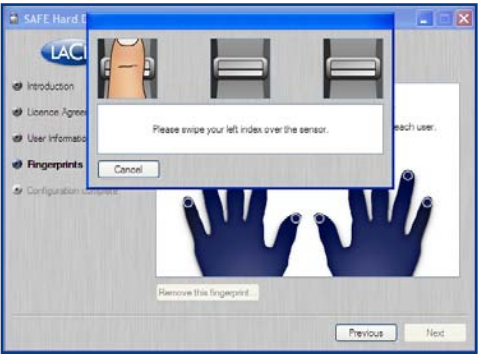 SAFE Hard D
LACI
Introduction
Licence Agree
User Informatio
Fingerprints
Configuration complete
Please swipe your left index over the sensor.
each user.
Cancel
Remove this fingerprint...
Previous
Next